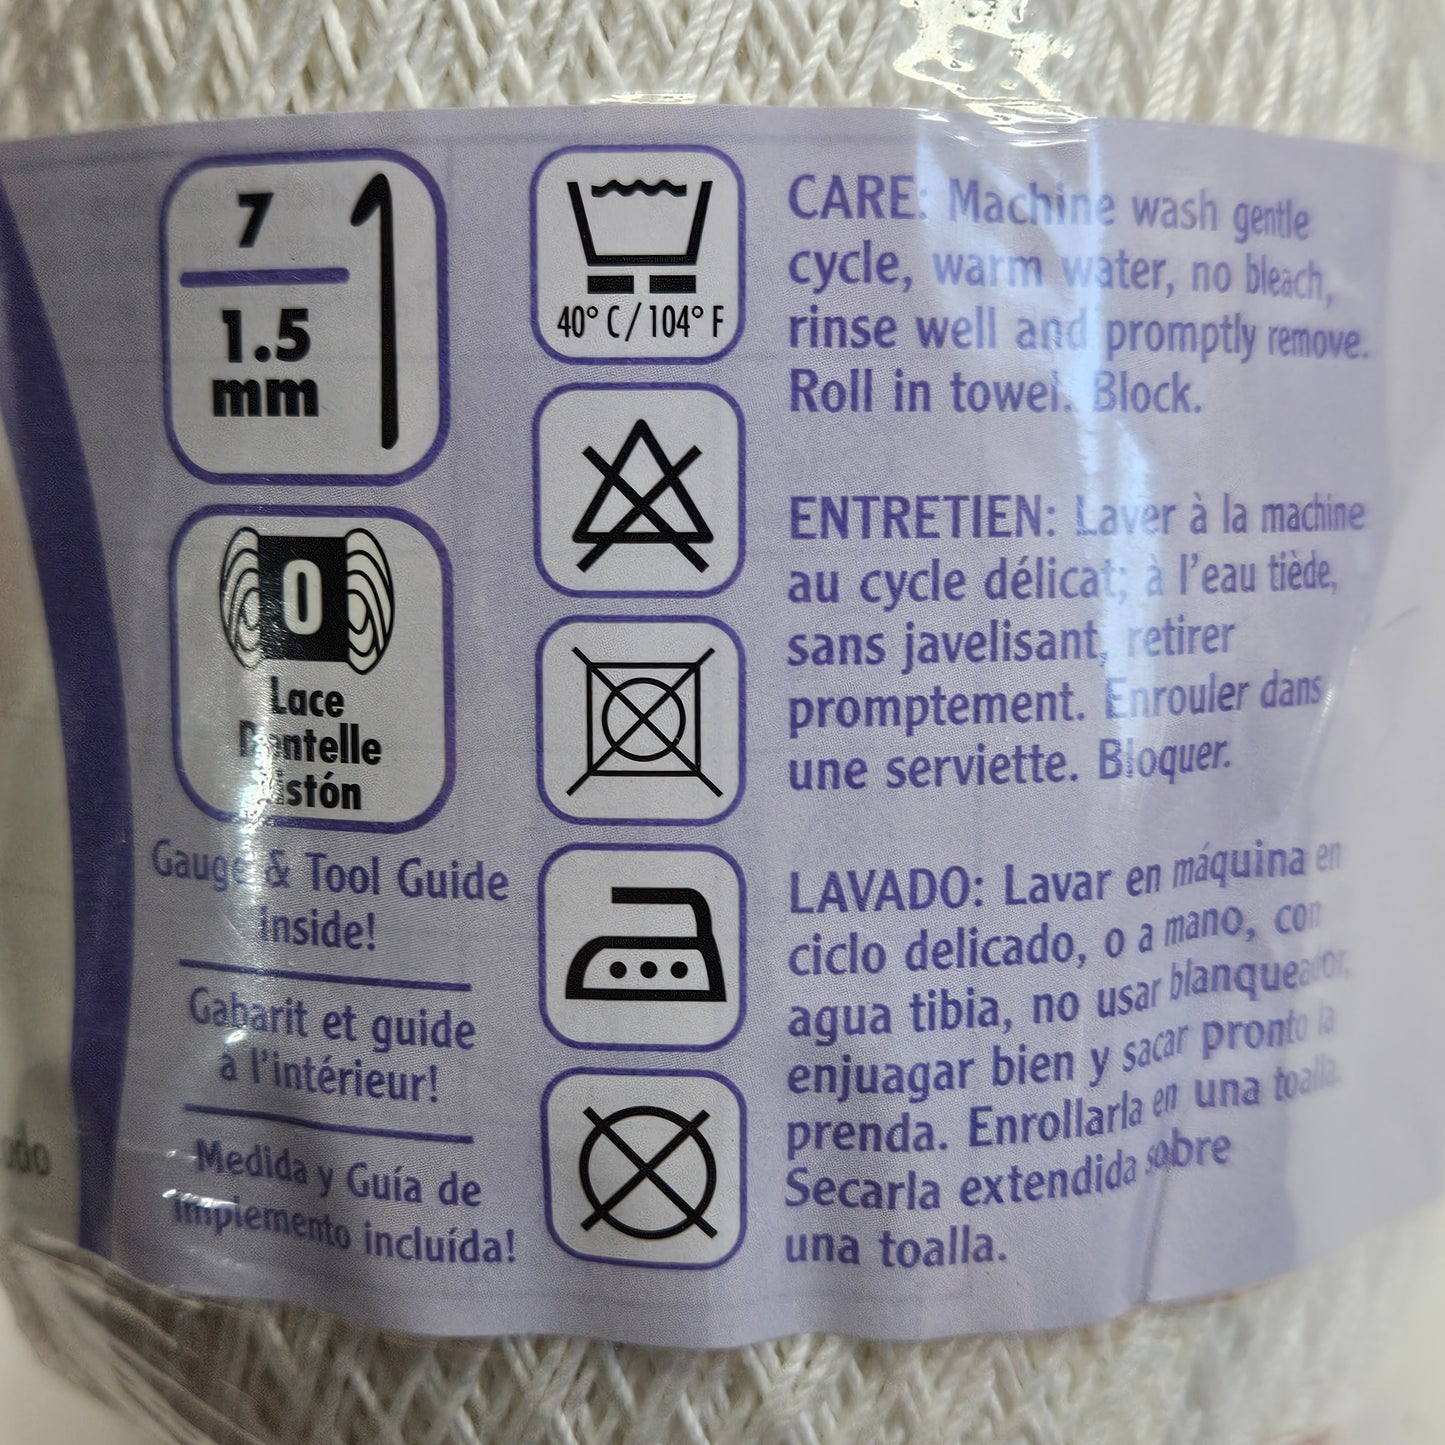 7
1.5
mm
0
Lace
Dentelle
Gauge & Tool Guide
inside!
Gabarit et guide
à l'intérieur!
Medida y Guía de
implemento incluída!
40° C / 104° F
CARE: Machine wash gentle
cycle, warm water, no bleach,
rinse well and promptly remove.
Roll in towel. Block.
ENTRETIEN: Laver à la machine
au cycle délicat; à l'eau tiède,
sans javelisant, retirer
promptement. Enrouler dans
une serviette. Bloquer.
LAVADO: Lavar en máquina en
ciclo delicado, o a mano, con
agua tibia, no usar blanqueador,
enjuagar bien y sacar pronto la
prenda. Enrollarla en una toalla.
Secarla extendida sobre
una toalla.